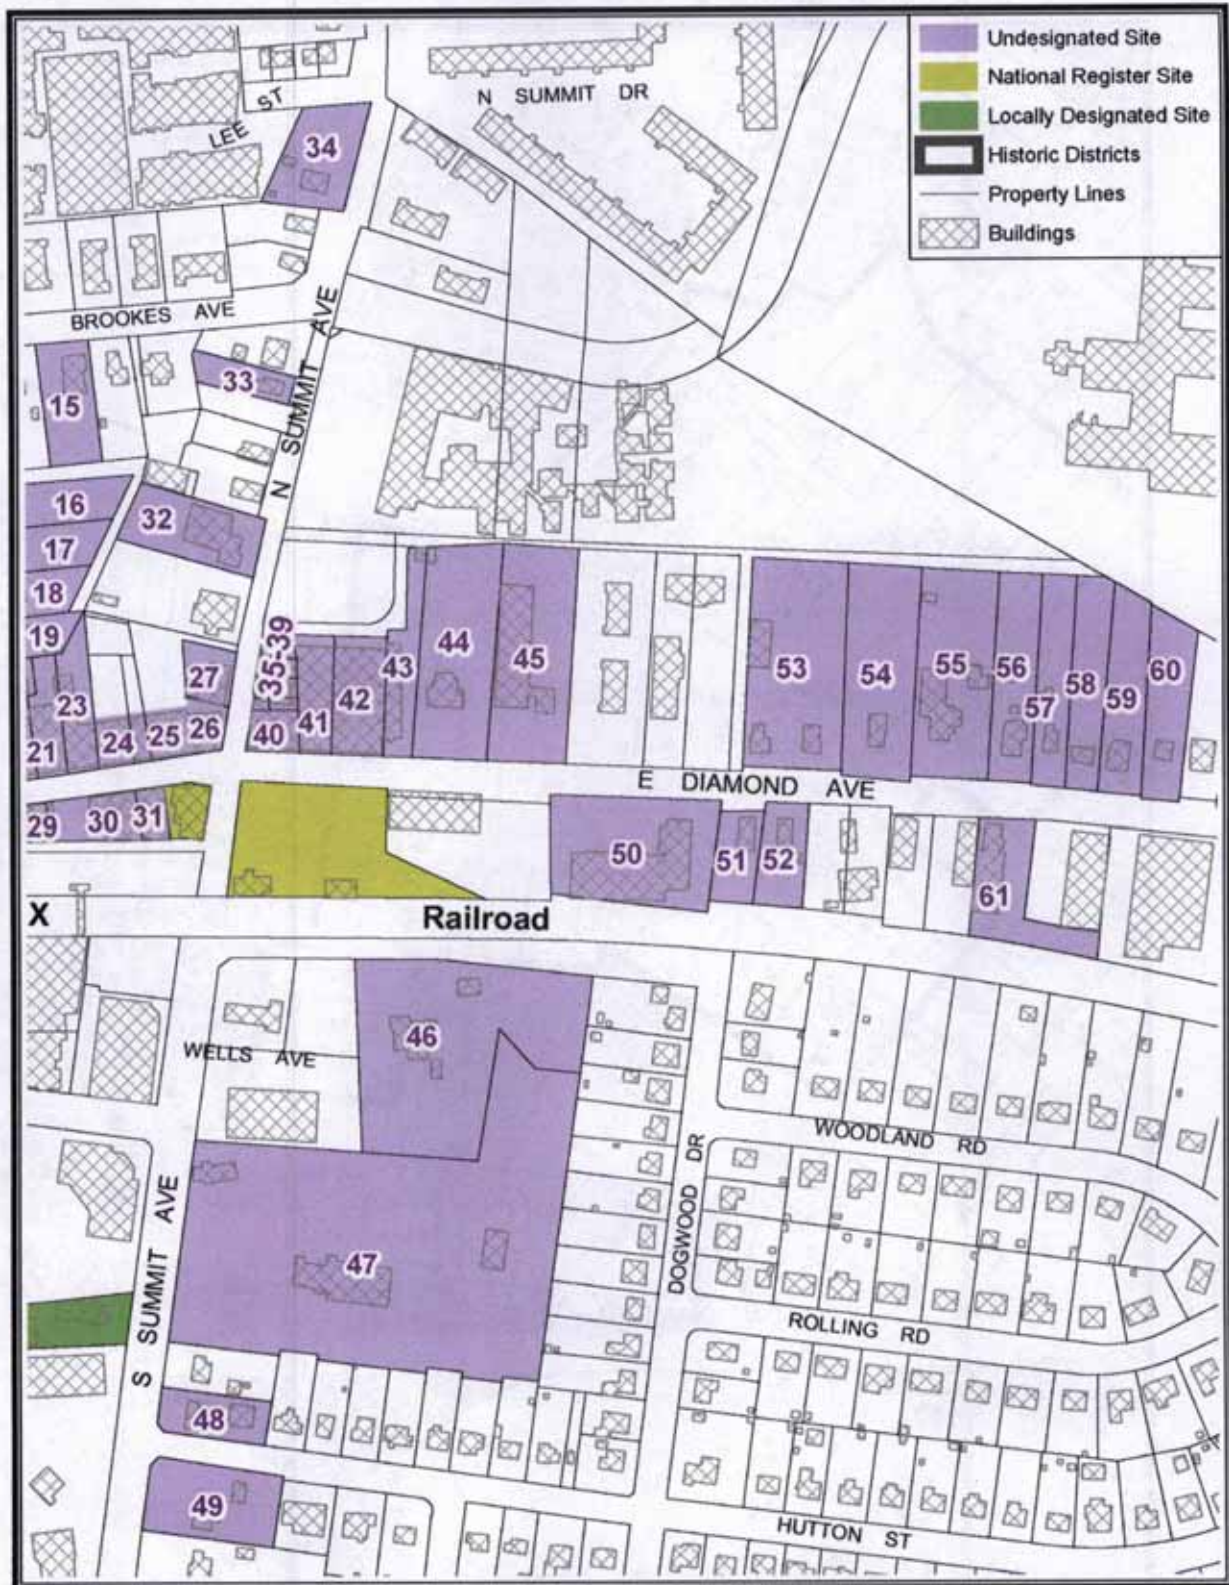 Undesignated Site
National Register Site
Locally Designated Site
Historic Districts
Property Lines
Buildings
N SUMMIT DR
LEE ST
34
BROOKES AVE
N SUMMIT AVE
33
15
16
32
17
18
19
35-39
27
23
43
44
45
42
41
40
26
25
24
21
53
54
55
56
57
58
59
60
E DIAMOND AVE
29
30
31
50
51
52
61
X
Railroad
46
WELLS AVE
WOODLAND RD
DOGWOOD DR
S SUMMIT AVE
47
ROLLING RD
48
49
HUTTON ST